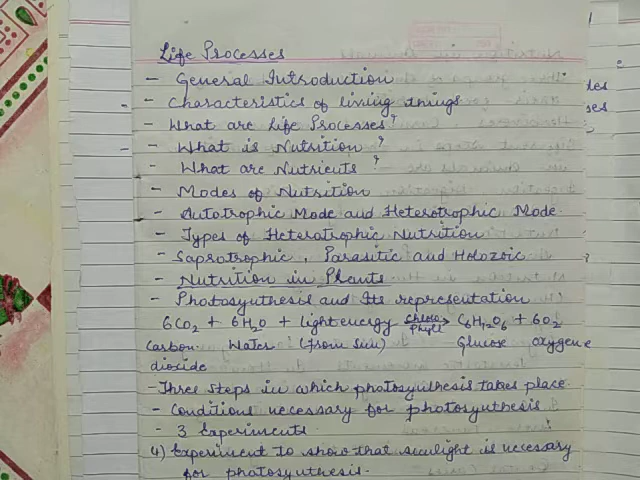 Life Processes
- General Introduction
- Characteristics of living things
- What are Life Processes?
- What is Nutrition?
- What are Nutrients?
- Modes of Nutrition
- Autotrophic Mode and Heterotrophic Mode.
- Types of Heterotrophic Nutrition
- Saprotrophic, Parasitic and Holozoic
- Nutrition in Plants
- Photosynthesis and Its representation
6CO2 + 6H2O + light energy Chloro Phyll → C6H12O6 + 6O2
Carbon Water (from Sun) Glucose oxygene
dioxide
- Three steps in which photosynthesis takes place.
- Conditions necessary for photosynthesis
- 3 Experiments
4) Experiment to show that sunlight is necessary
for photosynthesis.